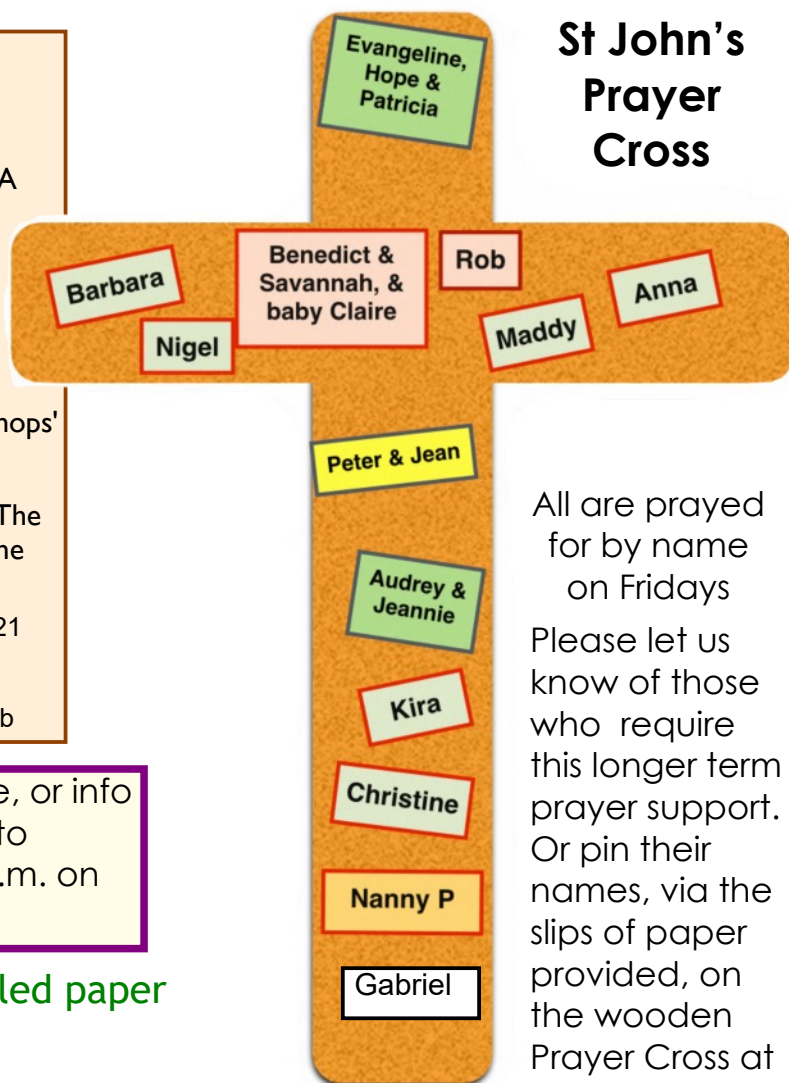 St John’s
Prayer
Cross
Evangeline,
Hope &
Patricia
Barbara
Nigel
Benedict &
Savannah, &
baby Claire
Rob
Maddy
Anna
Peter & Jean
Audrey &
Jeannie
Kira
Christine
Nanny P
Gabriel
All are prayed
for by name
on Fridays
Please let us
know of those
who require
this longer term
prayer support.
Or pin their
names, via the
slips of paper
provided, on
the wooden
Prayer Cross at
A
hops'
The
ne
21
b
e, or info
to
.m. on
led paper